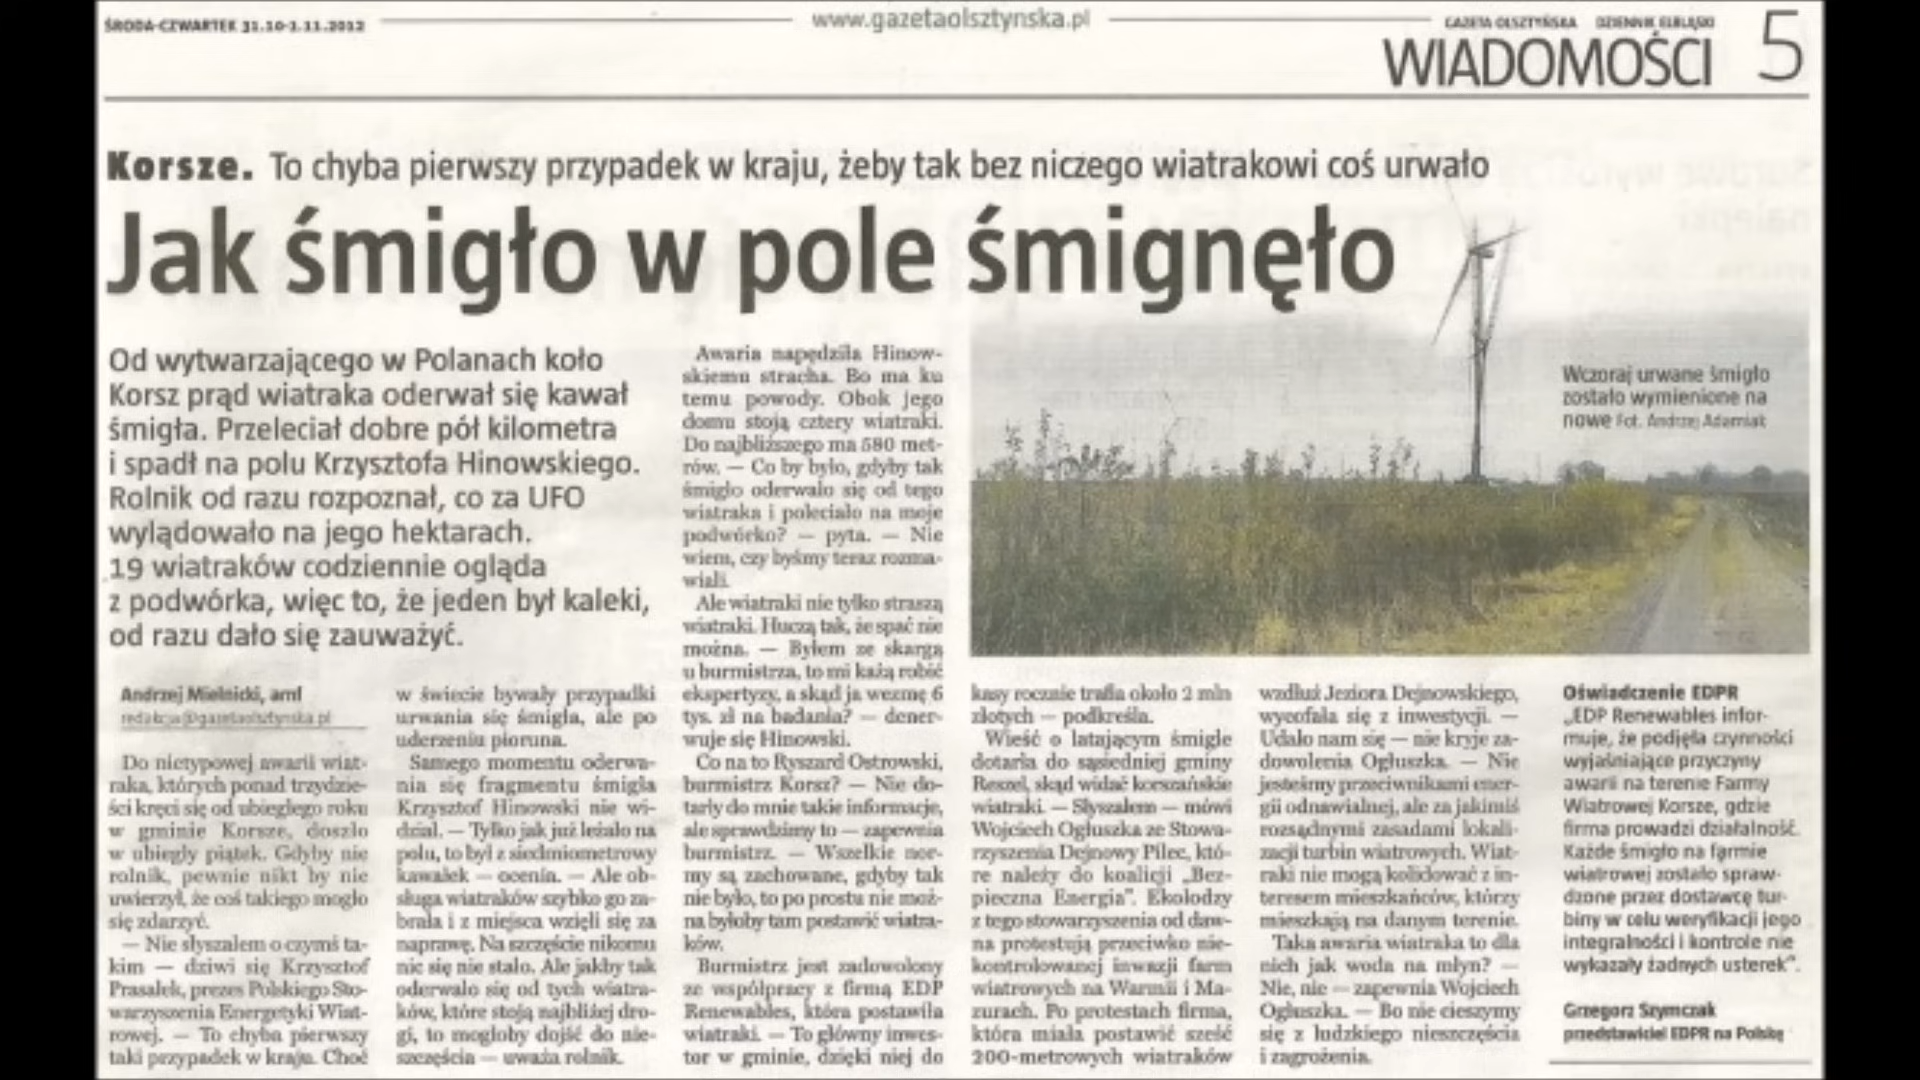 ŚRODA-CZWARTEK 31.10-1.11.2012
www.gazetaolsztynska.pl
GAZETA OLSZTYŃSKA DZIENNIK ELBLĄSKI
WIADOMOŚCI 5
Korsze. To chyba pierwszy przypadek w kraju, żeby tak bez niczego wiatrakowi coś urwało
Jak śmigło w pole śmignęło
Od wytwarzającego w Polanach koło
Korsz prąd wiatraka oderwał się kawał
śmigła. Przeleciał dobre pół kilometra
i spadł na polu Krzysztofa Hinowskiego.
Rolnik od razu rozpoznał, co za UFO
wylądowało na jego hektarach.
19 wiatraków codziennie ogląda
z podwórka, więc to, że jeden był kaleki,
od razu dało się zauważyć.
Andrzej Mielnicki, aml
redakcja@gazetaolsztynska.pl
Do nietypowej awarii wiat-
raka, których ponad trzydzie-
ści kręci się od ubiegłego roku
w gminie Korsze, doszło
w ubiegły piątek. Gdyby nie
rolnik, pewnie nikt by nie
uwierzył, że coś takiego mogło
się zdarzyć.
— Nie słyszałem o czymś ta-
kim — dziwi się Krzysztof
Prasałek, prezes Polskiego Sto-
warzyszenia Energetyki Wiat-
rowej. — To chyba pierwszy
taki przypadek w kraju. Choć
w świecie bywały przypadki
urwania się śmigła, ale po
uderzeniu pioruna.
Samego momentu oderwa-
nia się fragmentu śmigła
Krzysztof Hinowski nie wi-
dział. — Tylko jak już leżało na
polu, to był z siedmiometrowy
kawałek — ocenia. — Ale ob-
sługa wiatraków szybko go za-
brała i z miejsca wzięli się za
naprawę. Na szczęście nikomu
nic się nie stało. Ale jakby tak
oderwało się od tych wiatra-
ków, które stoją najbliżej dro-
gi, to mogłoby dojść do nie-
szczęścia — uważa rolnik.
Awaria napędziła Hinow-
skiemu stracha. Bo ma ku
temu powody. Obok jego
domu stoją cztery wiatraki.
Do najbliższego ma 580 met-
rów. — Co by było, gdyby tak
śmigło oderwało się od tego
wiatraka i poleciało na moje
podwórko? — pyta. — Nie
wiem, czy byśmy teraz rozma-
wiali.
Ale wiatraki nie tylko straszą
wiatraki. Huczą tak, że spać nie
można. — Byłem ze skargą
u burmistrza, to mi każą robić
ekspertyzy, a skąd ja wezmę 6
tys. zł na badania? — dener-
wuje się Hinowski.
Co na to Ryszard Ostrowski,
burmistrz Korsz? — Nie do-
tarły do mnie takie informacje,
ale sprawdzimy to — zapewnia
burmistrz. — Wszelkie nor-
my są zachowane, gdyby tak
nie było, to po prostu nie moż-
na byłoby tam postawić wiatra-
ków.
Burmistrz jest zadowolony
ze współpracy z firmą EDP
Renewables, która postawiła
wiatraki. — To główny inwes-
tor w gminie, dzięki niej do
Wczoraj urwane śmigło
zostało wymienione na
nowe Fot. Andrzej Adamiak
kasy rocznie trafia około 2 mln
złotych — podkreśla.
Wieść o latającym śmigle
dotarła do sąsiedniej gminy
Reszel, skąd widać korszeńskie
wiatraki. — Słyszałem — mówi
Wojciech Ogłuszka ze Stowa-
rzyszenia Dejnowy Pilec, któ-
re należy do koalicji „Bez-
pieczna Energia”. Ekolodzy
z tego stowarzyszenia od daw-
na protestują przeciwko nie-
kontrolowanej inwazji farm
wiatrowych na Warmii i Ma-
zurach. Po protestach firma,
która miała postawić sześć
200-metrowych wiatraków
wzdłuż Jeziora Dejnowskiego,
wycofała się z inwestycji. —
Udało nam się — nie kryje za-
dowolenia Ogłuszka. — Nie
jesteśmy przeciwnikami ener-
gii odnawialnej, ale za jakimiś
rozsądnymi zasadami lokali-
zacji turbin wiatrowych. Wiat-
raki nie mogą kolidować z in-
teresem mieszkańców, którzy
mieszkają na danym terenie.
Taka awaria wiatraka to dla
nich jak woda na młyn? —
Nie, nie — zapewnia Wojciech
Ogłuszka. — Bo nie cieszymy
się z ludzkiego nieszczęścia
i zagrożenia.
Oświadczenie EDPR
„EDP Renewables infor-
muje, że podjęła czynności
wyjaśniające przyczyny
awarii na terenie Farmy
Wiatrowej Korsze, gdzie
firma prowadzi działalność.
Każde śmigło na farmie
wiatrowej zostało spraw-
dzone przez dostawcę tur-
biny w celu weryfikacji jego
integralności i kontrole nie
wykazały żadnych usterek”.
Grzegorz Szymczak
przedstawiciel EDPR na Polskę